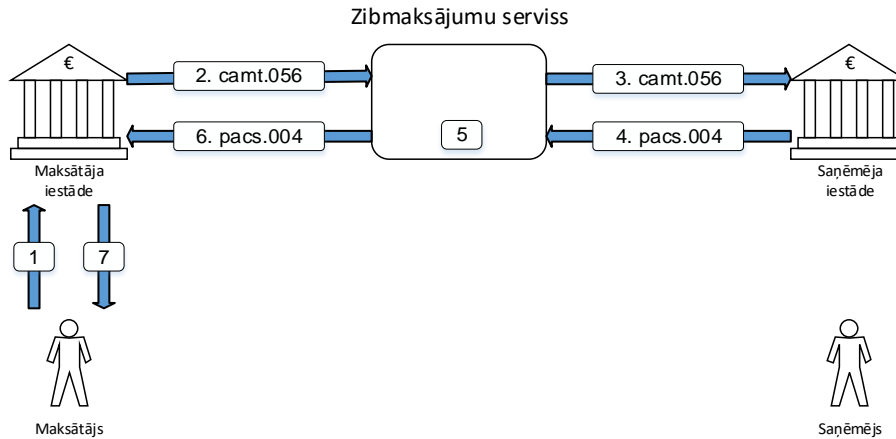 Zibmaksājumu serviss
€
2. camt.056
3. camt.056
€
6. pacs.004
5
4. pacs.004
Maksātāja
iestāde
Saņēmēja
iestāde
1
7
Maksātājs
Saņēmējs